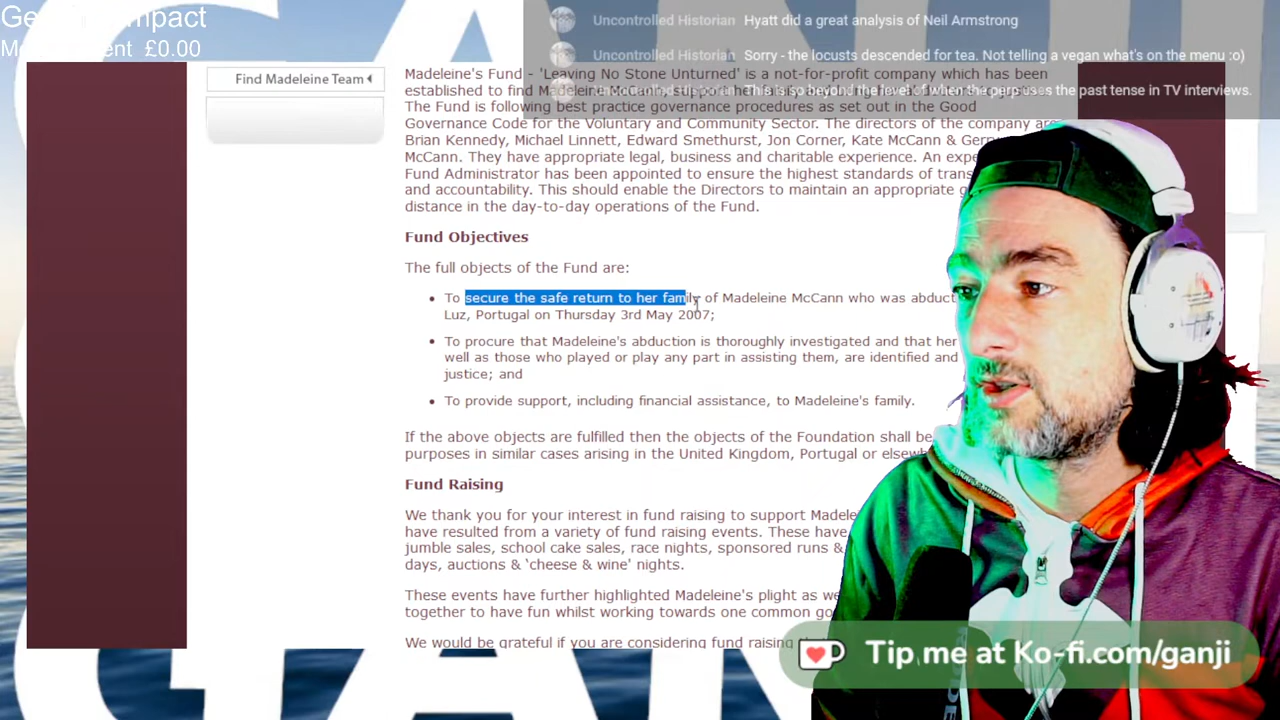 Uncontrolled Historian Hyatt did a great analysis of Neil Armstrong
Uncontrolled Historian Sorry - the locusts descended for tea. Not telling a vegan what's on the menu :o)
Uncontrolled Historian This is so beyond the level of when the perp uses the past tense in TV interviews.
£0.00
Find Madeleine Team
Madeleine's Fund - 'Leaving No Stone Unturned' is a not-for-profit company which has been
established to find Madeleine
The Fund is following best practice governance procedures as set out in the Good
Governance Code for the Voluntary and Community Sector. The directors of the company are
Brian Kennedy, Michael Linnett, Edward Smethurst, Jon Corner, Kate McCann & Gerry
McCann. They have appropriate legal, business and charitable experience. An
Fund Administrator has been appointed to ensure the highest standards of
and accountability. This should enable the Directors to maintain an appropriate
distance in the day-to-day operations of the Fund.
Fund Objectives
The full objects of the Fund are:
• To secure the safe return to her family of Madeleine McCann who was abduct
Luz, Portugal on Thursday 3rd May 2007;
• To procure that Madeleine's abduction is thoroughly investigated and that her
well as those who played or play any part in assisting them, are identified and
justice; and
• To provide support, including financial assistance, to Madeleine's family.
If the above objects are fulfilled then the objects of the Foundation shall be
purposes in similar cases arising in the United Kingdom, Portugal or elsew
Fund Raising
We thank you for your interest in fund raising to support Madele
have resulted from a variety of fund raising events. These have
jumble sales, school cake sales, race nights, sponsored runs &
days, auctions & 'cheese & wine' nights.
These events have further highlighted Madeleine's plight as we
together to have fun whilst working towards one common go
We would be grateful if you are considering fund raising
Tip me at Ko-fi.com/ganji